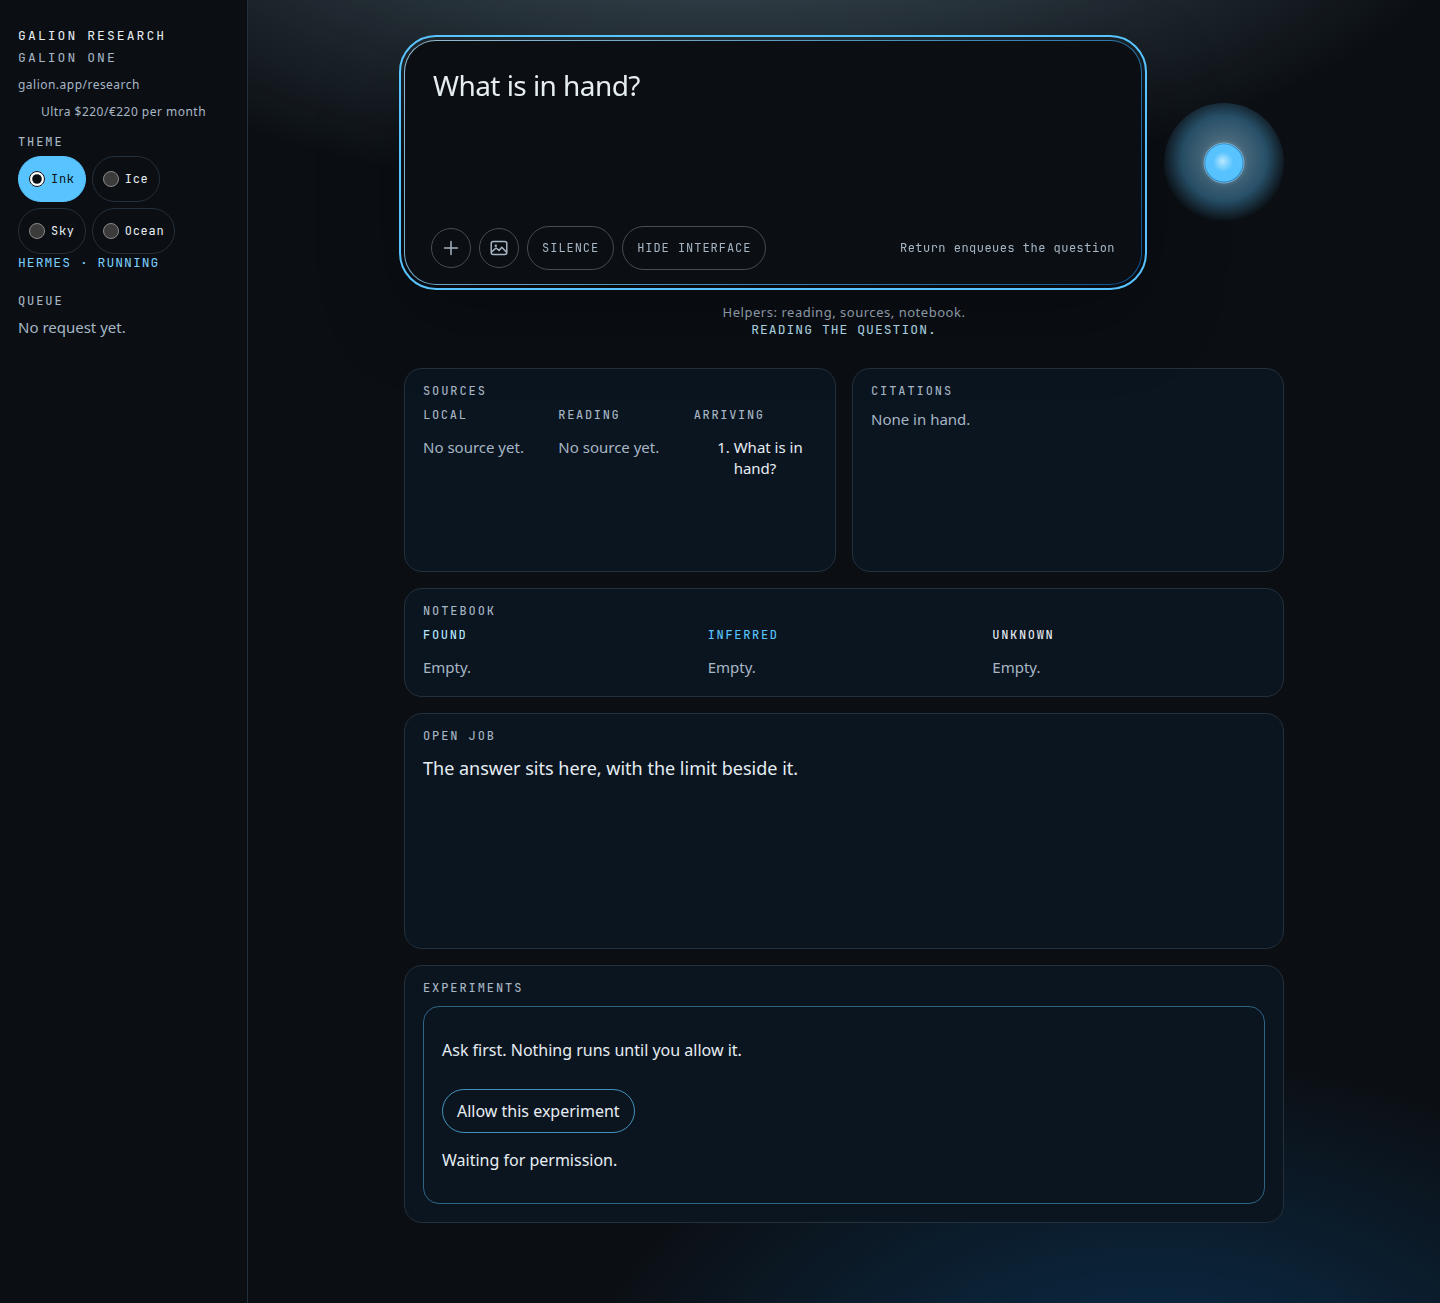 GALION RESEARCH
GALION ONE
galion.app/research
Ultra $220/€220 per month
THEME
Ink
Ice
Sky
Ocean
HERMES · RUNNING
QUEUE
No request yet.
What is in hand?
SILENCE
HIDE INTERFACE
Return enqueues the question
Helpers: reading, sources, notebook.
READING THE QUESTION.
SOURCES
LOCAL
No source yet.
READING
No source yet.
ARRIVING
1. What is in
hand?
CITATIONS
None in hand.
NOTEBOOK
FOUND
Empty.
INFERRED
Empty.
UNKNOWN
Empty.
OPEN JOB
The answer sits here, with the limit beside it.
EXPERIMENTS
Ask first. Nothing runs until you allow it.
Allow this experiment
Waiting for permission.